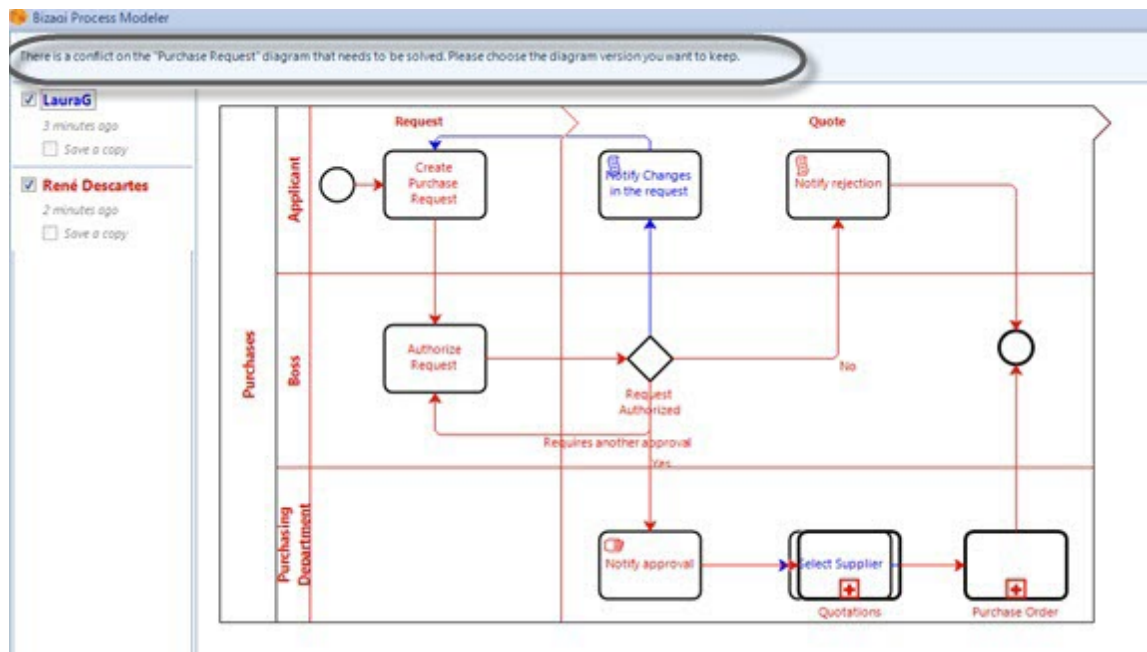 Bizagi Process Modeler
There is a conflict on the "Purchase Request" diagram that needs to be solved. Please choose the diagram version you want to keep.
LauraG
3 minutes ago
Save a copy
René Descartes
2 minutes ago
Save a copy
Request
Quote
Purchases
Applicant
Create
Purchase
Request
Notify Changes
in the request
Notify rejection
Boss
Authorize
Request
Request
Authorized
No
Requires another approval
Yes
Purchasing
Department
Notify approval
Select Supplier
Quotations
Purchase Order